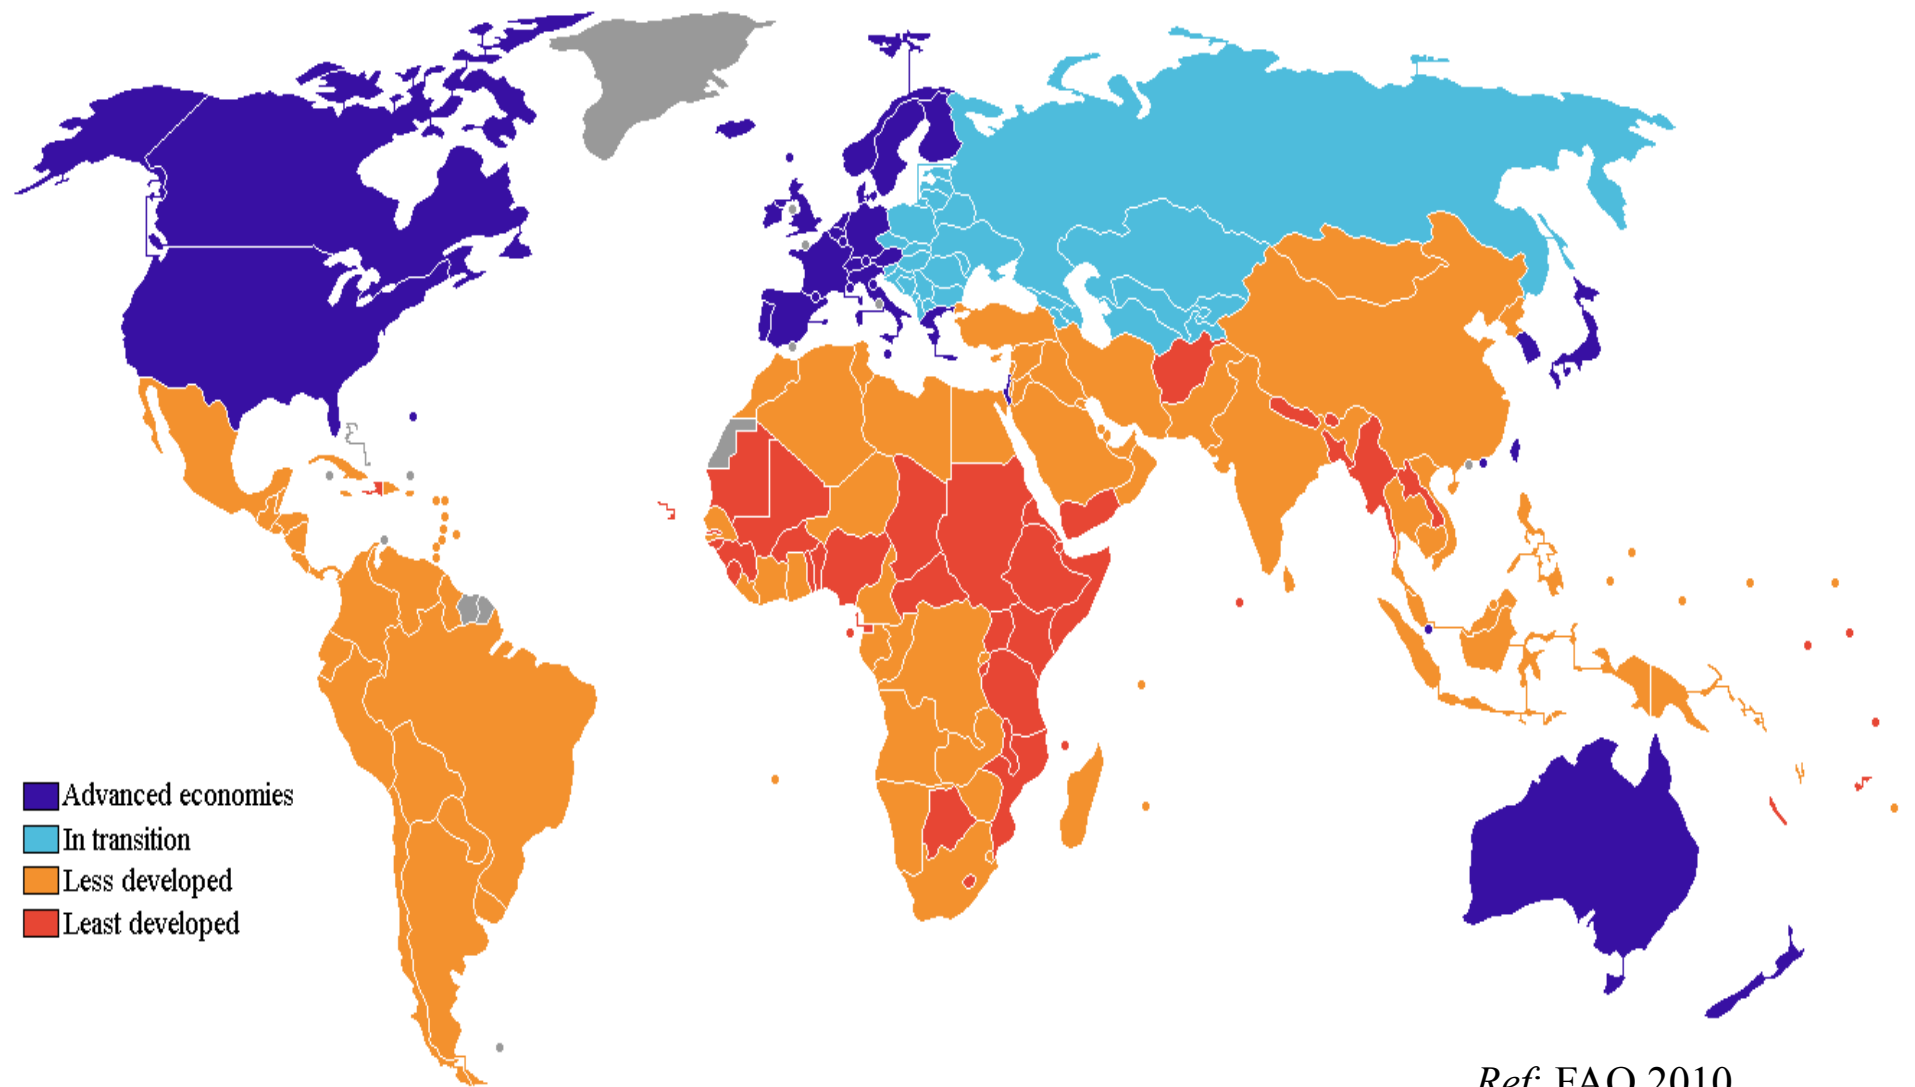 Advanced economies
In transition
Less developed
Least developed
Ref: FAO 2010